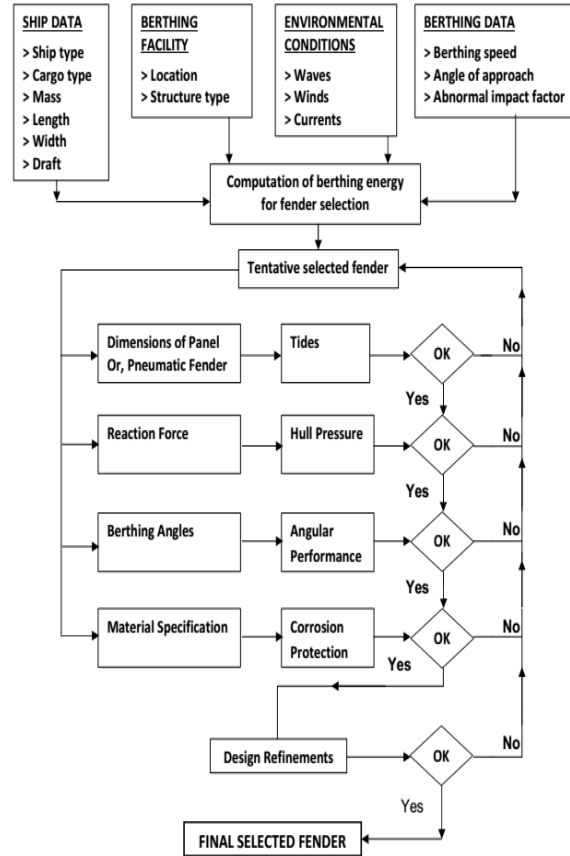 SHIP DATA
> Ship type
> Cargo type
> Mass
> Length
> Width
> Draft
BERTHING
FACILITY
> Location
> Structure type
ENVIRONMENTAL
CONDITIONS
> Waves
> Winds
> Currents
BERTHING DATA
> Berthing speed
> Angle of approach
> Abnormal impact factor
Computation of berthing energy
for fender selection
Tentative selected fender
Dimensions of Panel
Or, Pneumatic Fender
Tides
OK
No
Yes
Reaction Force
Hull Pressure
OK
No
Yes
Berthing Angles
Angular
Performance
OK
No
Yes
Material Specification
Corrosion
Protection
OK
No
Yes
Design Refinements
OK
No
Yes
FINAL SELECTED FENDER